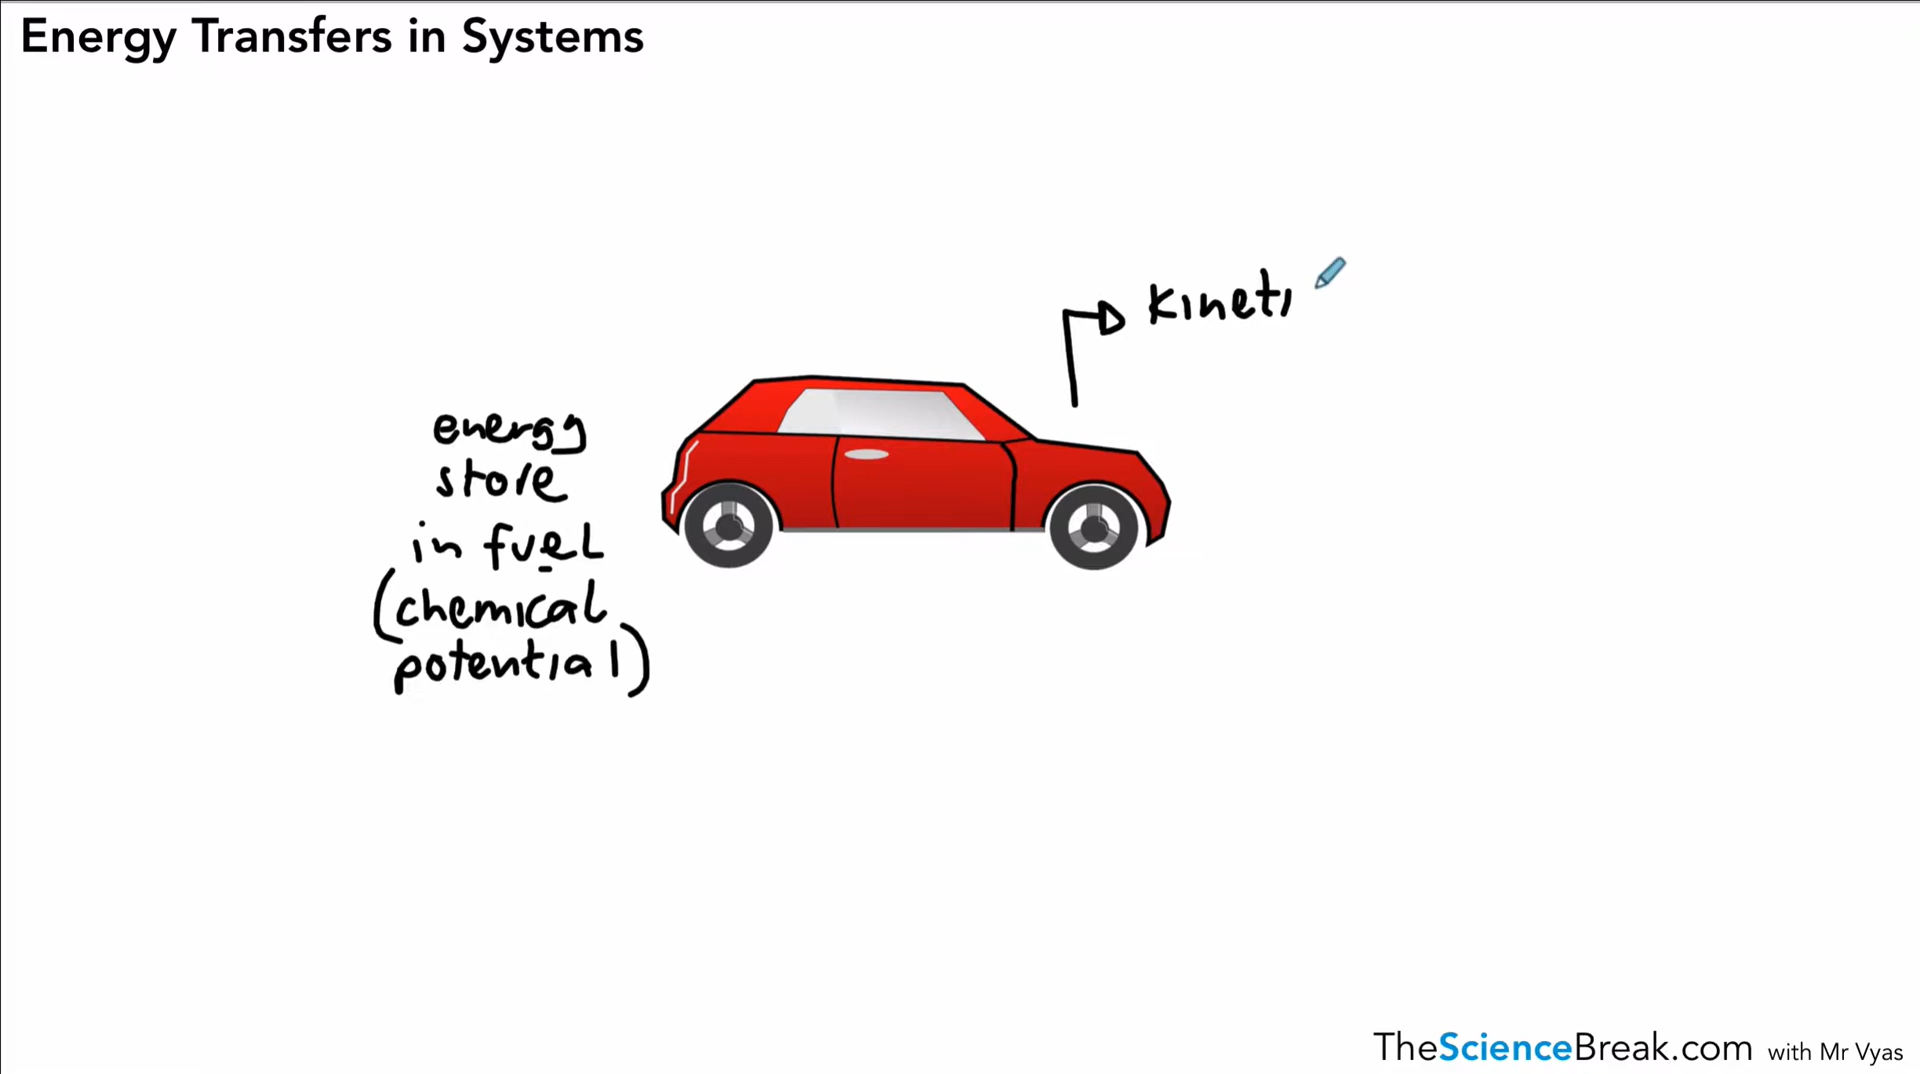 Energy Transfers in Systems
kineti
energy
store
in fuel
(chemical
potential)
TheScienceBreak.com with Mr Vyas